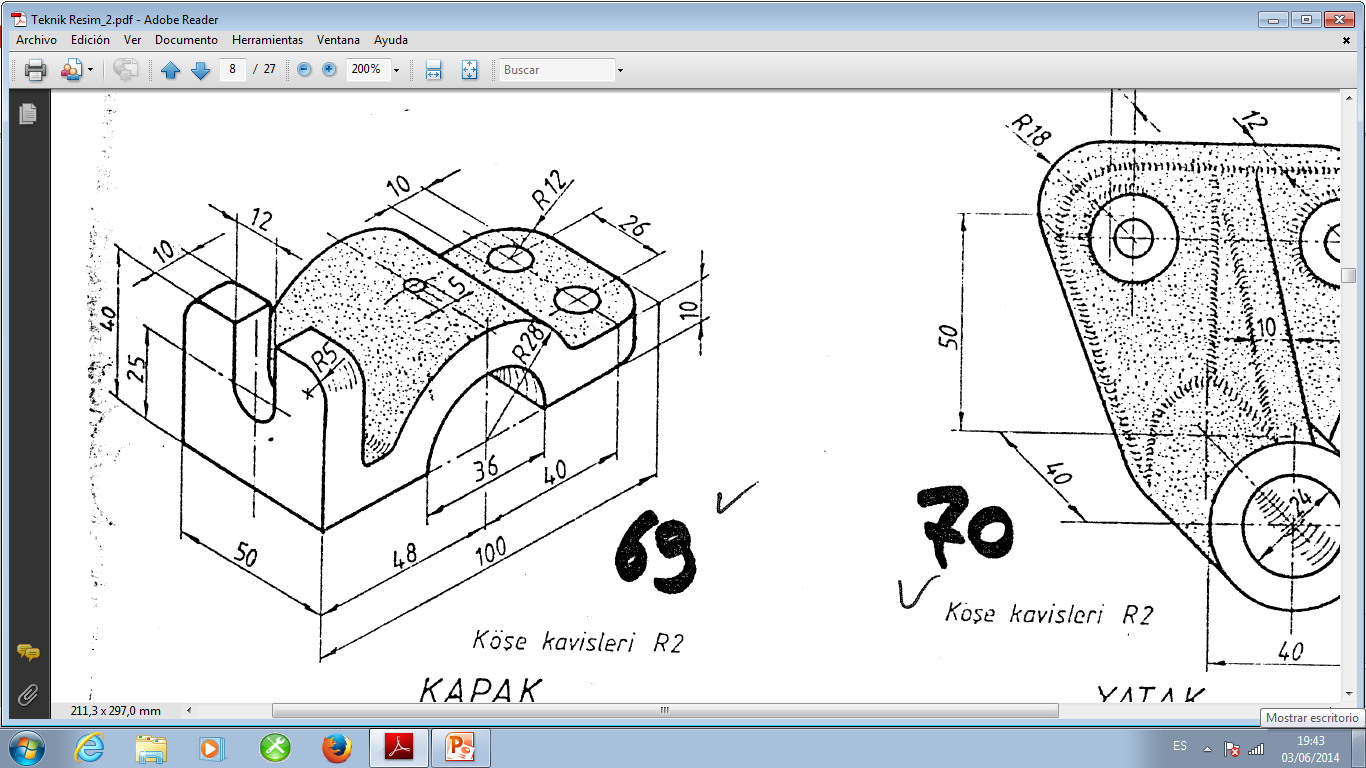 Teknik Resim_2.pdf - Adobe Reader
Archivo Edición Ver Documento Herramientas Ventana Ayuda
8 / 27 200% Buscar
10
R12
12
26
10
40
25
R5
5
R28
10
36
40
50
48
100
69
Köşe kavisleri R2
KAPAK
R18
12
50
10
40
24
70
Köşe kavisleri R2
40
YATAK
211,3 x 297,0 mm
Mostrar escritorio
ES
19:43
03/06/2014